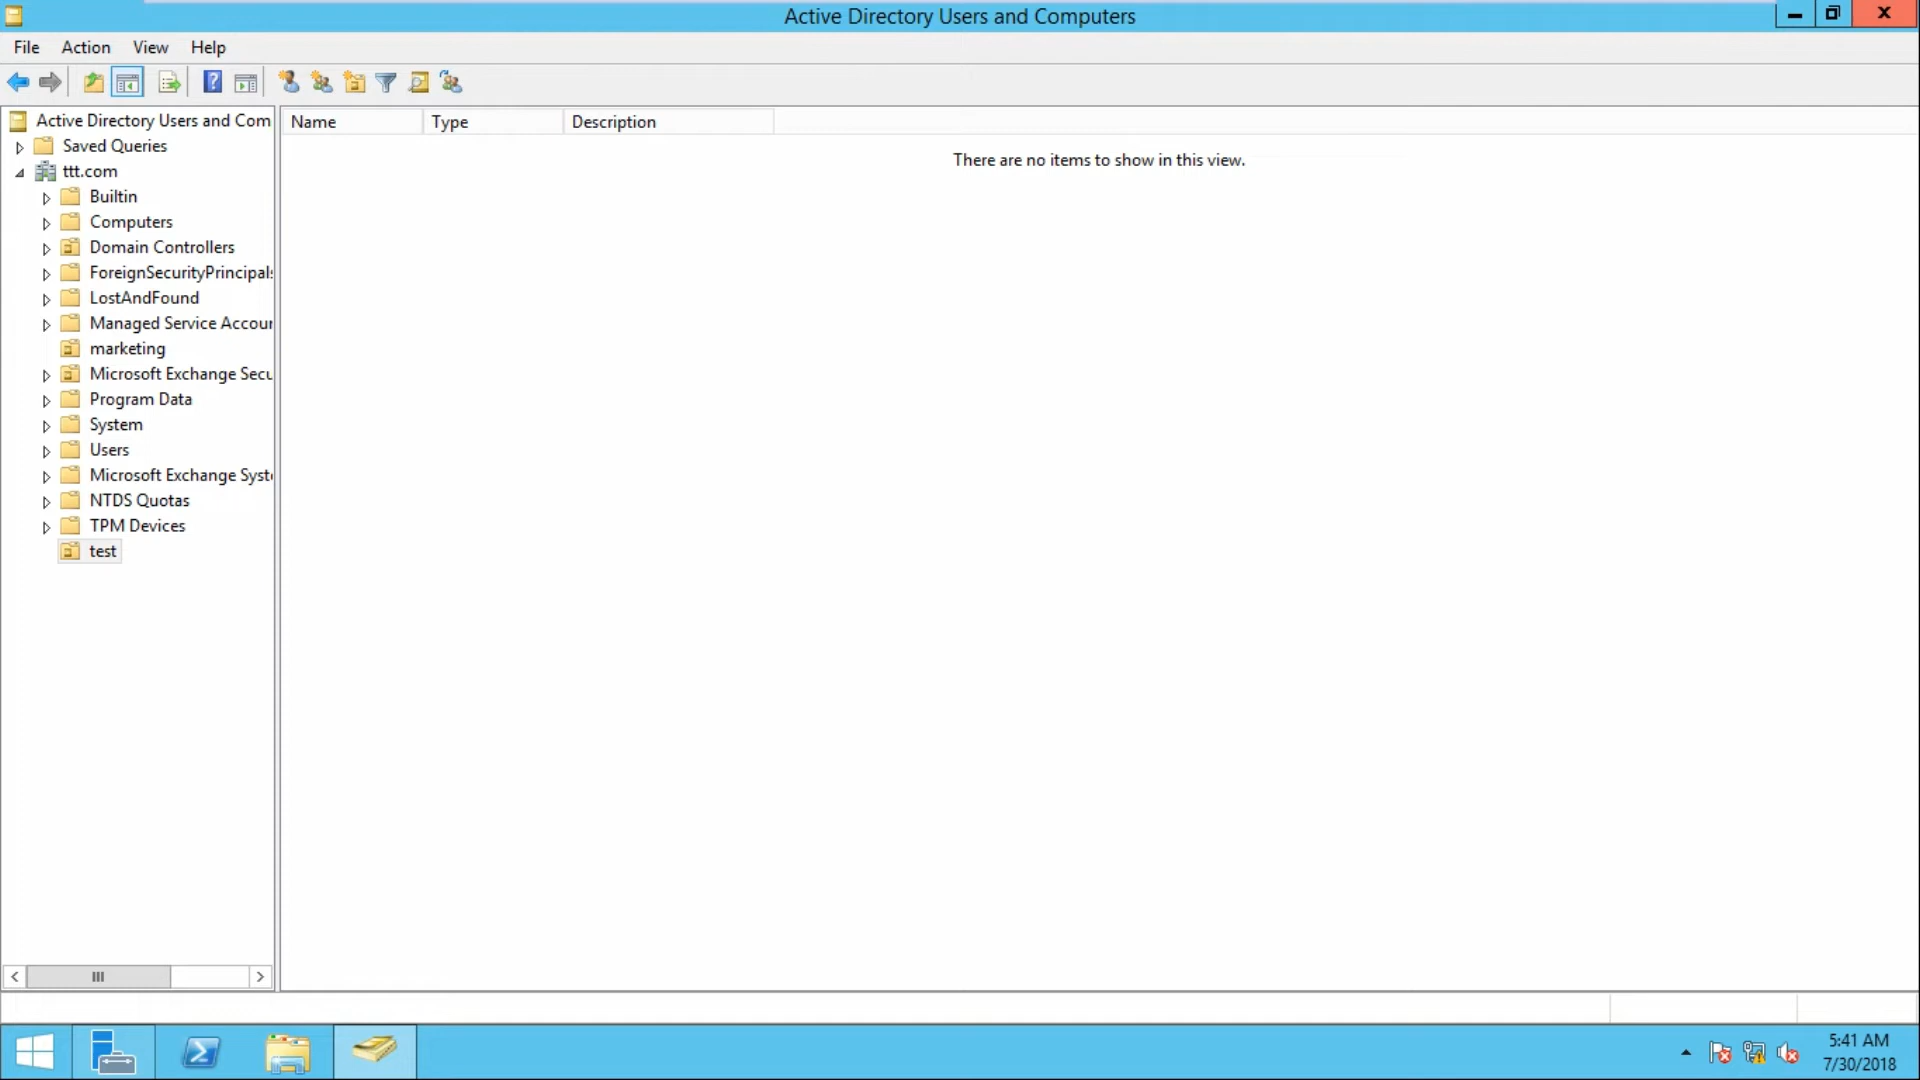 Active Directory Users and Computers
File Action View Help
Active Directory Users and Com
Name Type Description
Saved Queries
There are no items to show in this view.
ttt.com
Builtin
Computers
Domain Controllers
ForeignSecurityPrincipals
LostAndFound
Managed Service Accour
marketing
Microsoft Exchange Secu
Program Data
System
Users
Microsoft Exchange Syst
NTDS Quotas
TPM Devices
test
5:41 AM
7/30/2018